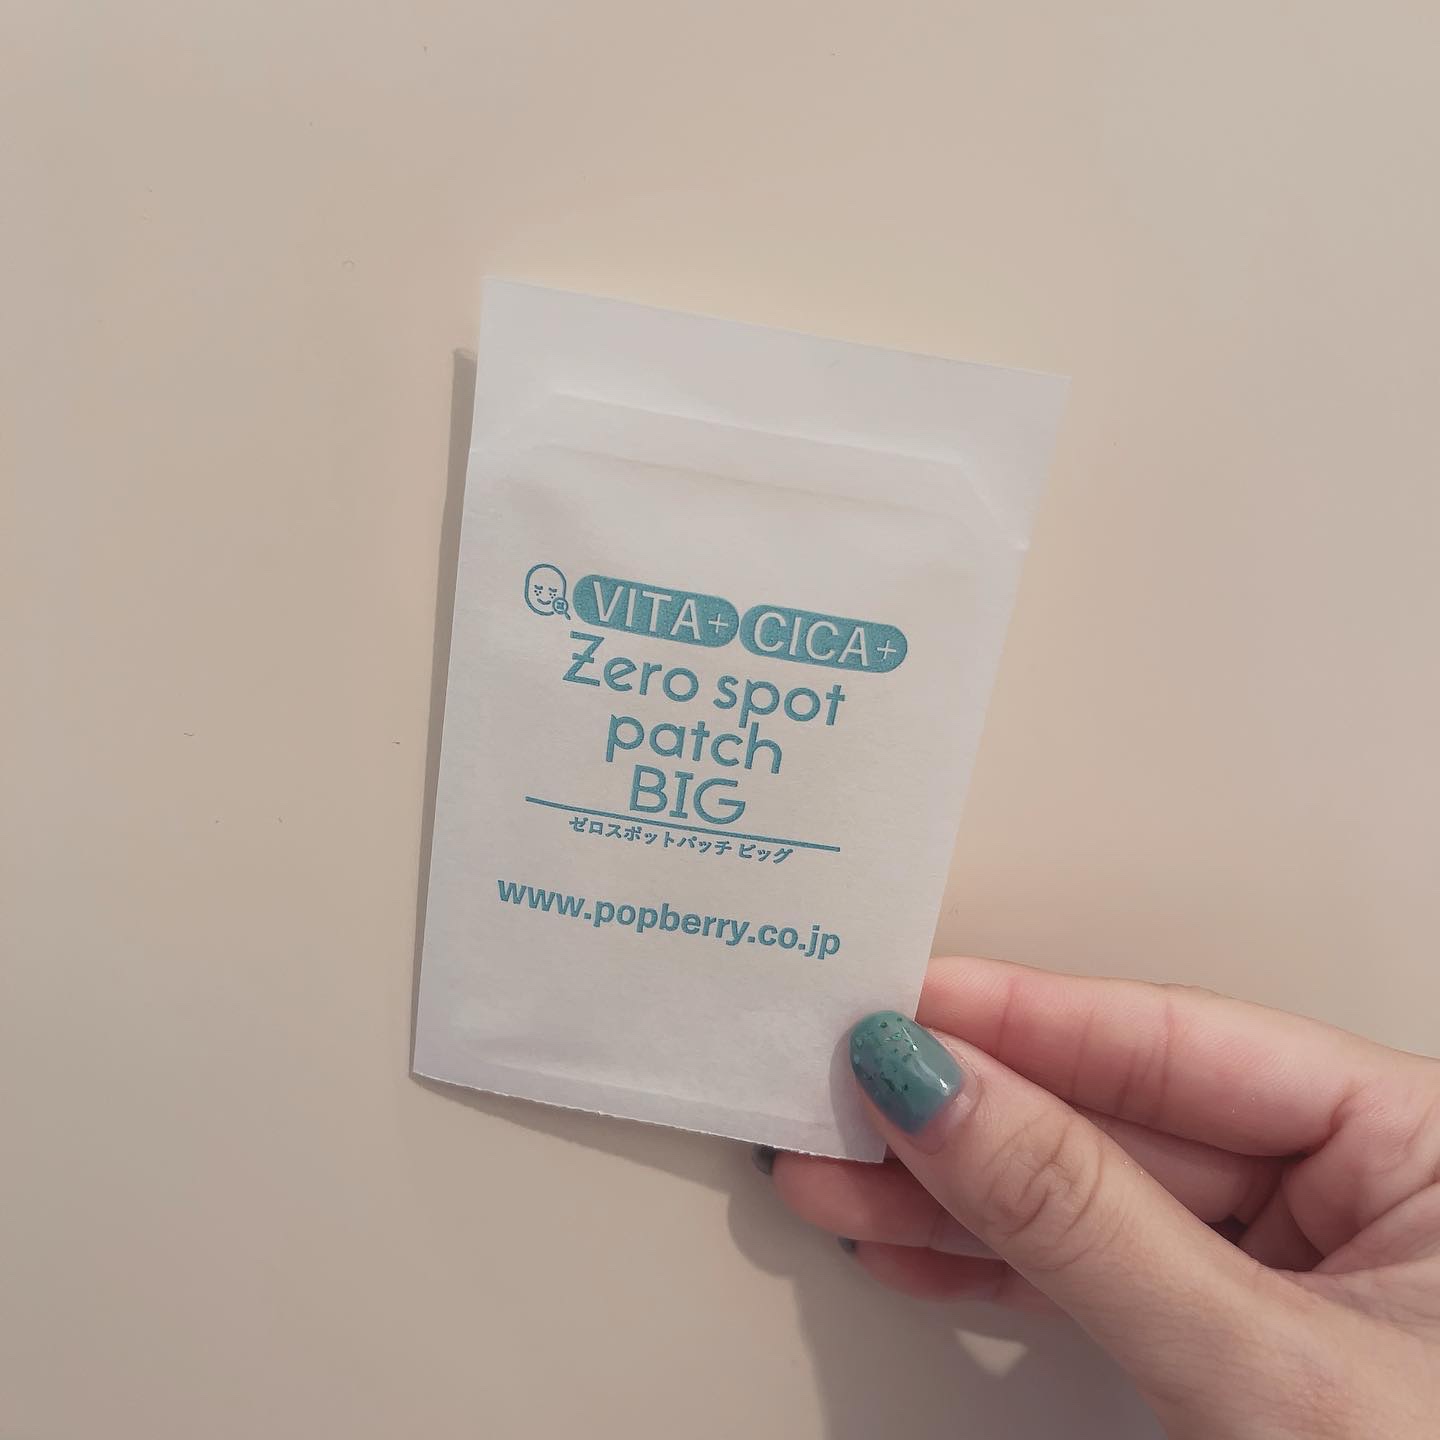 VITA+ CICA+
Zero spot
patch
BIG
ゼロスポットパッチ ビッグ
www.popberry.co.jp